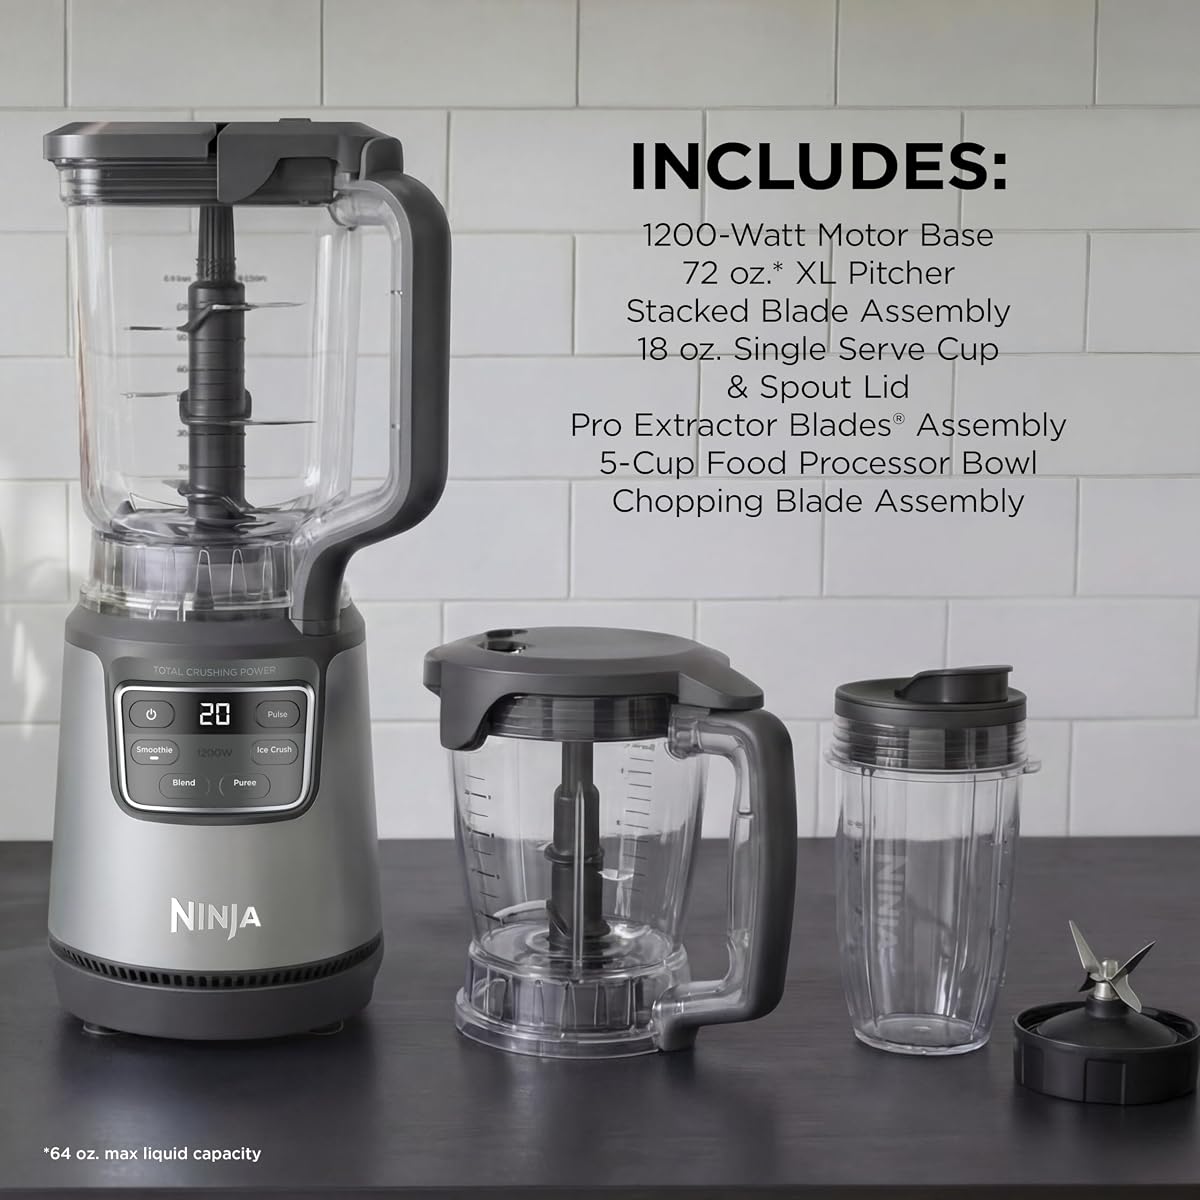 INCLUDES:
1200-Watt Motor Base
72 oz.* XL Pitcher
Stacked Blade Assembly
18 oz. Single Serve Cup
& Spout Lid
Pro Extractor Blades® Assembly
5-Cup Food Processor Bowl
Chopping Blade Assembly
TOTAL CRUSHING POWER
20
Pulse
Smoothie
1200W
Ice Crush
Blend
Puree
NINJA
NINJA
*64 oz. max liquid capacity